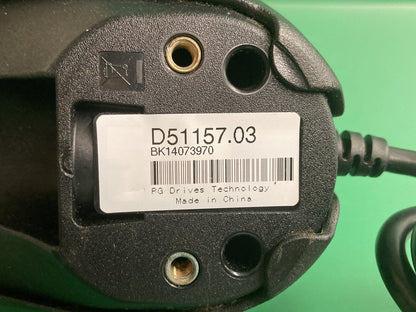 D51157.03
BK14073970
PG Drives Technology
Made in China